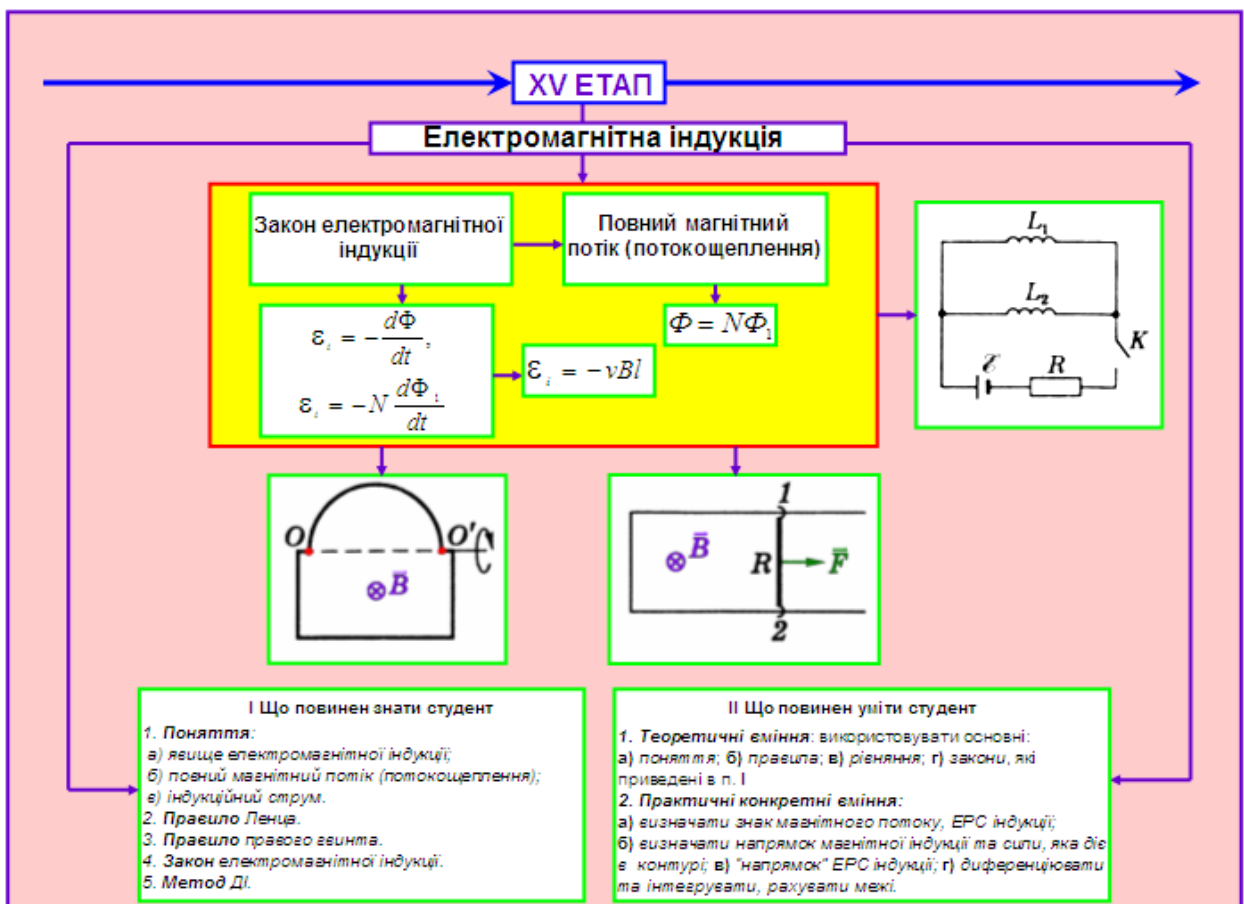 XV ЕТАП
Електромагнітна індукція
Закон електромагнітної
індукції
Повний магнітний
потік (потокощеплення)
ε_i = -dΦ/dt,
ε_i = -N dΦ_1/dt
ε_i = -vBl
Φ = NΦ_1
L₁
L₂
K
ℰ R
O O'
B̄
1
B̄ R F̄
2
І Що повинен знати студент
1. Поняття:
а) явище електромагнітної індукції;
б) повний магнітний потік (потокощеплення);
в) індукційний струм.
2. Правило Ленца.
3. Правило правого гвинта.
4. Закон електромагнітної індукції.
5. Метод ДІ.
ІІ Що повинен уміти студент
1. Теоретичні вміння: використовувати основні:
а) поняття; б) правила; в) рівняння; г) закони, які
приведені в п. І
2. Практичні конкретні вміння:
а) визначати знак магнітного потоку, ЕРС індукції;
б) визначати напрямок магнітної індукції та сили, яка діє
в контурі; в) "напрямок" ЕРС індукції; г) диференціювати
та інтегрувати, рахувати межі.